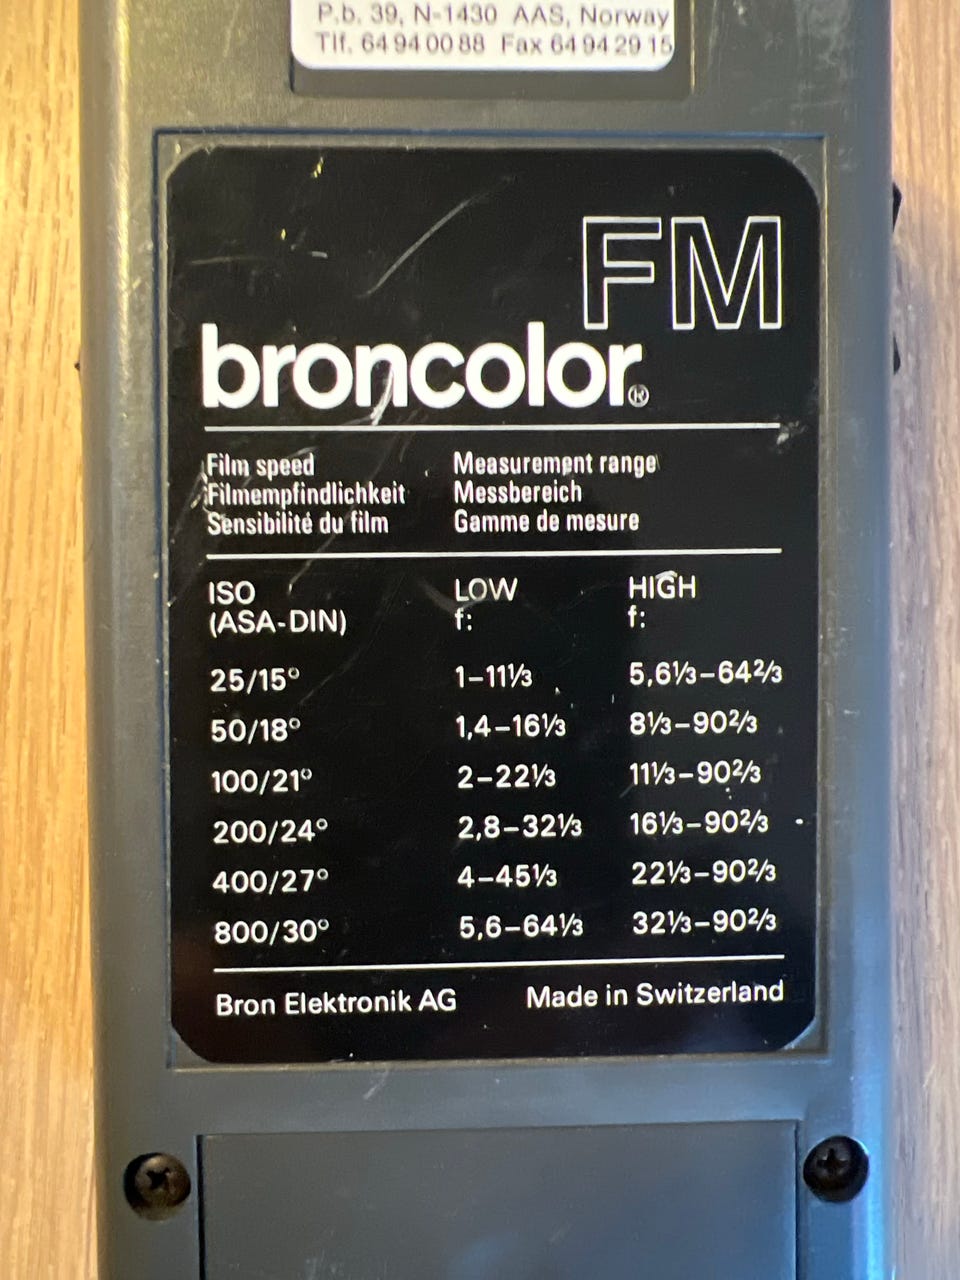 P.b. 39, N-1430 AAS, Norway
Tlf. 64 94 00 88 Fax 64 94 29 15
FM
broncolor®
Film speed Measurement range
Filmempfindlichkeit Messbereich
Sensibilité du film Gamme de mesure
ISO LOW HIGH
(ASA-DIN) f: f:
25/15° 1–11⅓ 5,6⅓–64⅔
50/18° 1,4–16⅓ 8⅓–90⅔
100/21° 2–22⅓ 11⅓–90⅔
200/24° 2,8–32⅓ 16⅓–90⅔
400/27° 4–45⅓ 22⅓–90⅔
800/30° 5,6–64⅓ 32⅓–90⅔
Bron Elektronik AG Made in Switzerland